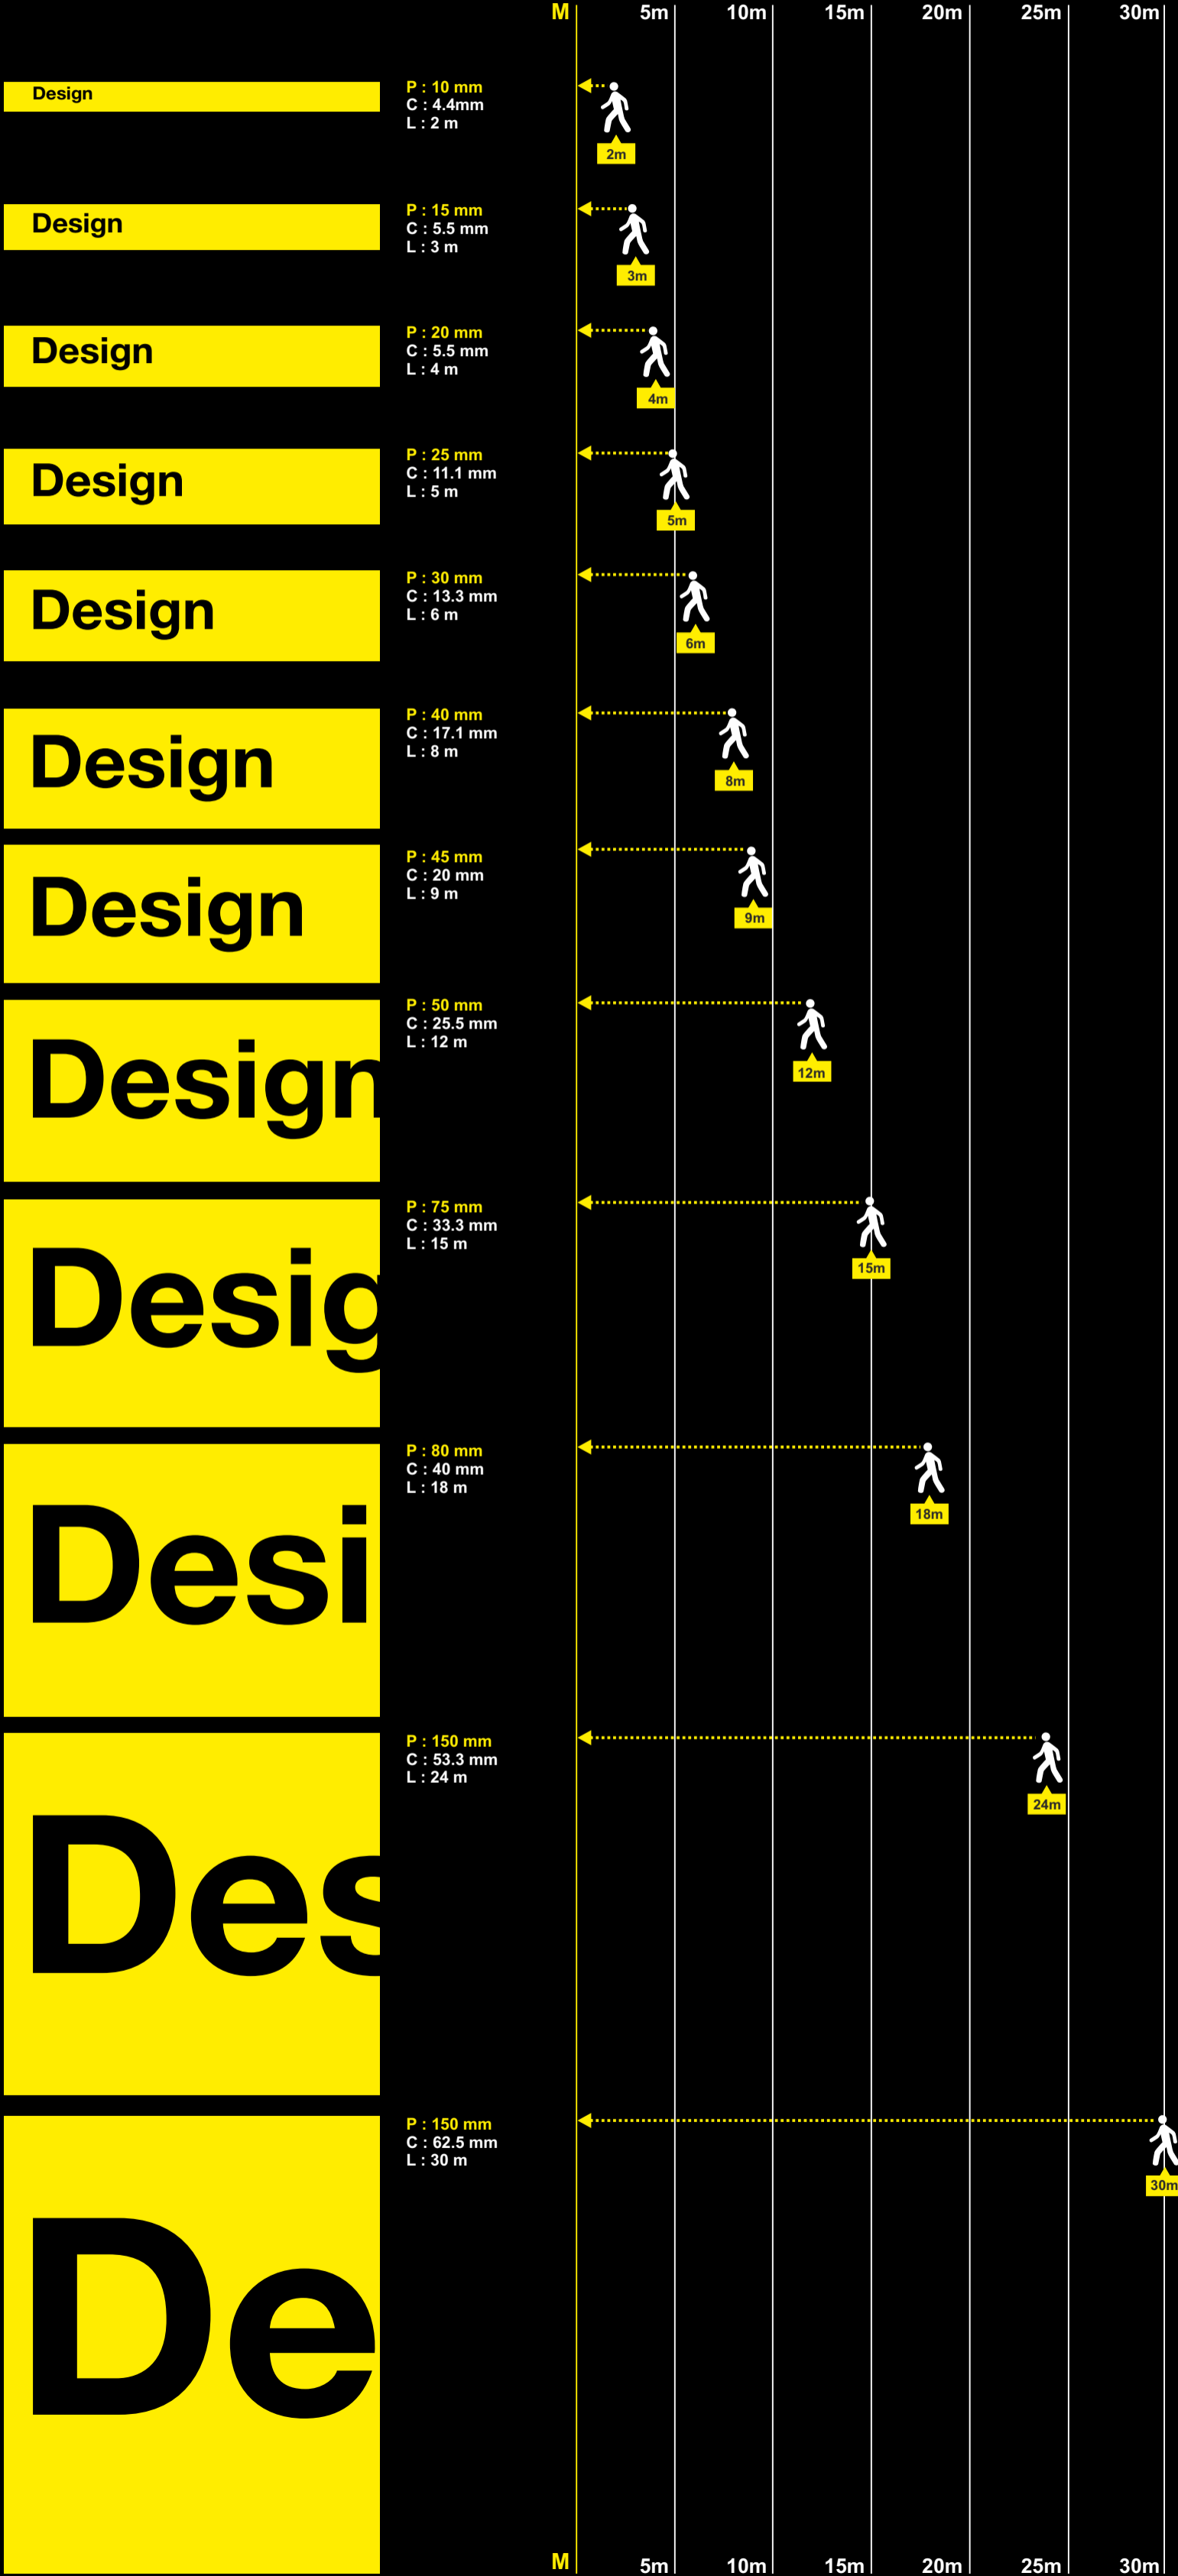 M 5m 10m 15m 20m 25m 30m
Design
P : 10 mm
C : 4.4mm
L : 2 m
2m
Design
P : 15 mm
C : 5.5 mm
L : 3 m
3m
Design
P : 20 mm
C : 5.5 mm
L : 4 m
4m
Design
P : 25 mm
C : 11.1 mm
L : 5 m
5m
Design
P : 30 mm
C : 13.3 mm
L : 6 m
6m
Design
P : 40 mm
C : 17.1 mm
L : 8 m
8m
Design
P : 45 mm
C : 20 mm
L : 9 m
9m
Design
P : 50 mm
C : 25.5 mm
L : 12 m
12m
Desig
P : 75 mm
C : 33.3 mm
L : 15 m
15m
Desi
P : 80 mm
C : 40 mm
L : 18 m
18m
Des
P : 150 mm
C : 53.3 mm
L : 24 m
24m
De
P : 150 mm
C : 62.5 mm
L : 30 m
30m
M 5m 10m 15m 20m 25m 30m